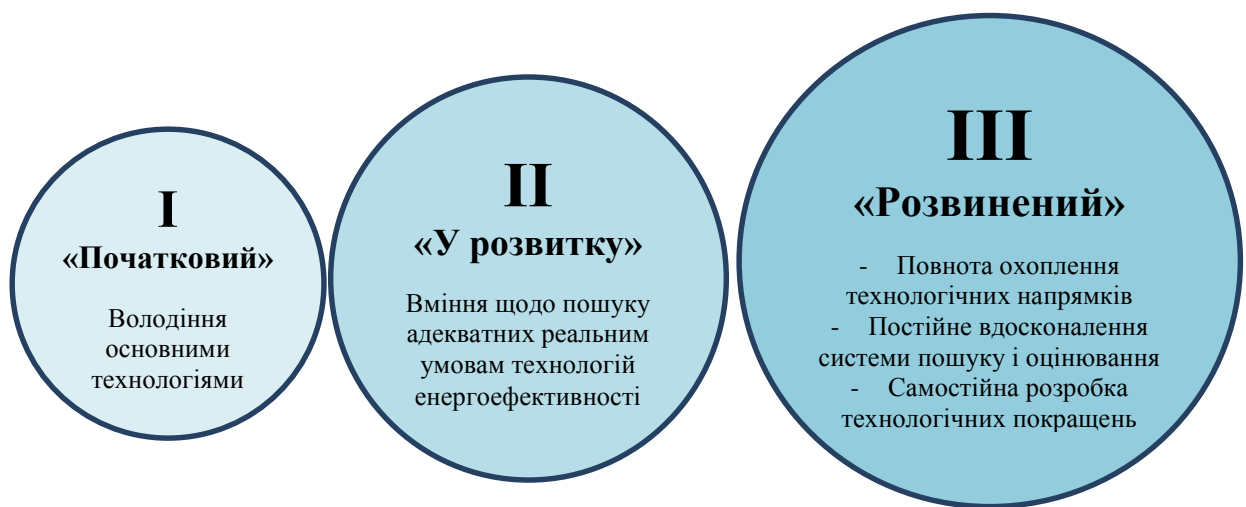 I
«Початковий»
Володіння
основними
технологіями
II
«У розвитку»
Вміння щодо пошуку
адекватних реальним
умовам технологій
енергоефективності
III
«Розвинений»
- Повнота охоплення
технологічних напрямків
- Постійне вдосконалення
системи пошуку і оцінювання
- Самостійна розробка
технологічних покращень